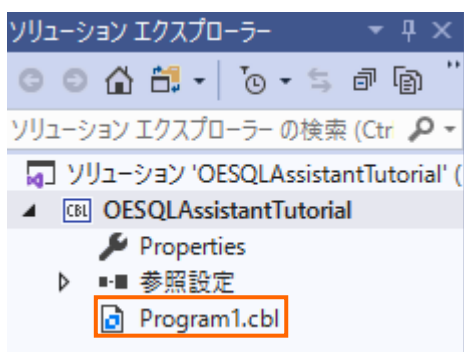 ソリューション エクスプローラー
ソリューション エクスプローラー の検索 (Ctr
ソリューション 'OESQLAssistantTutorial' (
CBL OESQLAssistantTutorial
Properties
参照設定
Program1.cbl